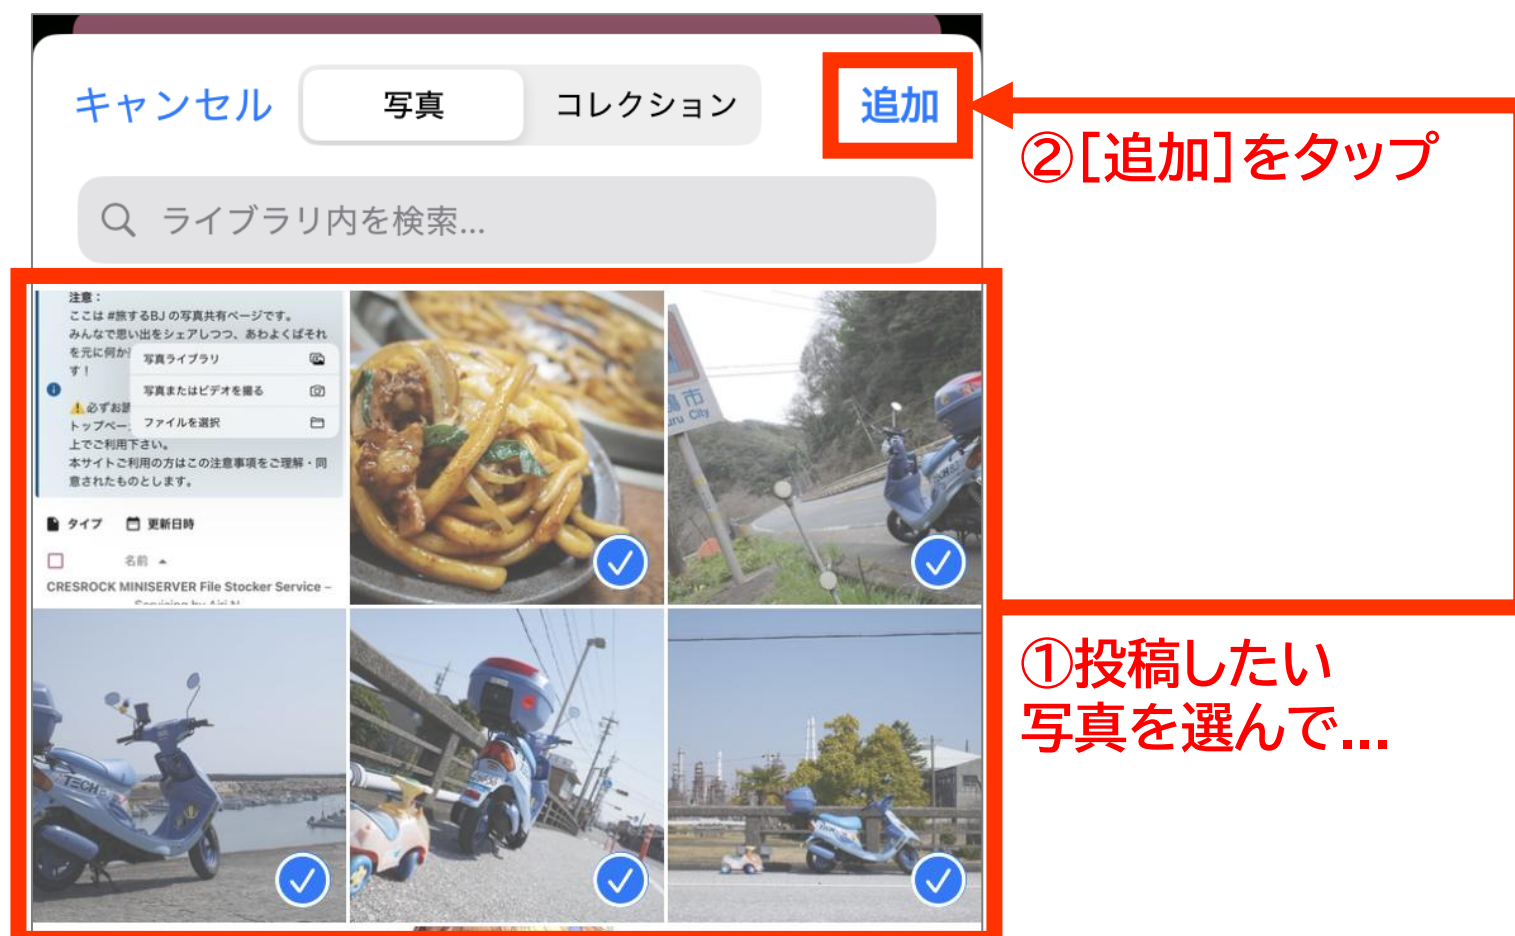 キャンセル
写真
コレクション
追加
②[追加]をタップ
ライブラリ内を検索...
注意：
ここは #旅するBJ の写真共有ページです。
みんなで思い出をシェアしつつ、あわよくばそれ
を元に何か
す！
写真ライブラリ
写真またはビデオを撮る
ファイルを選択
⚠️必ずお
トップペー
上でご利用下さい。
本サイトご利用の方はこの注意事項をご理解・同
意されたものとします。
タイプ
更新日時
名前
CRESROCK MINISERVER File Stocker Service –
Servicing by Airi N
市
ru City
TECH
TECH
①投稿したい
写真を選んで...